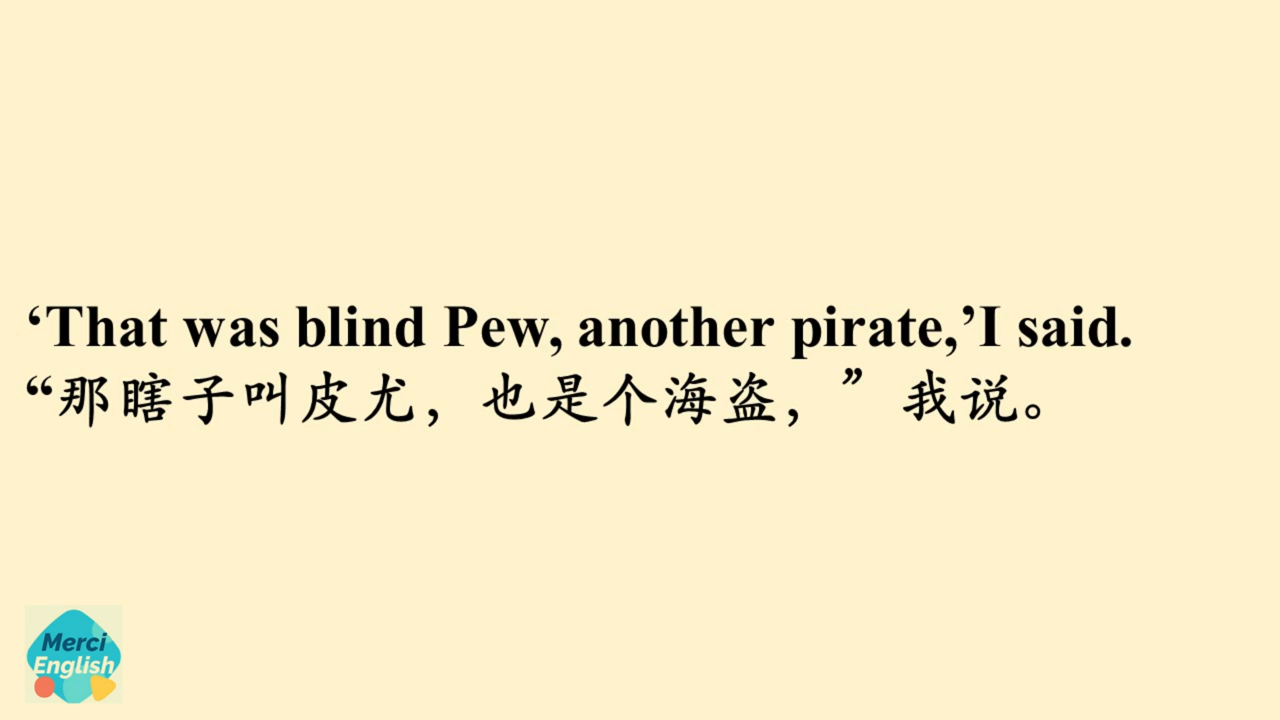 ‘That was blind Pew, another pirate,’I said.
“那瞎子叫皮尤，也是个海盗，” 我说。
Merci
English